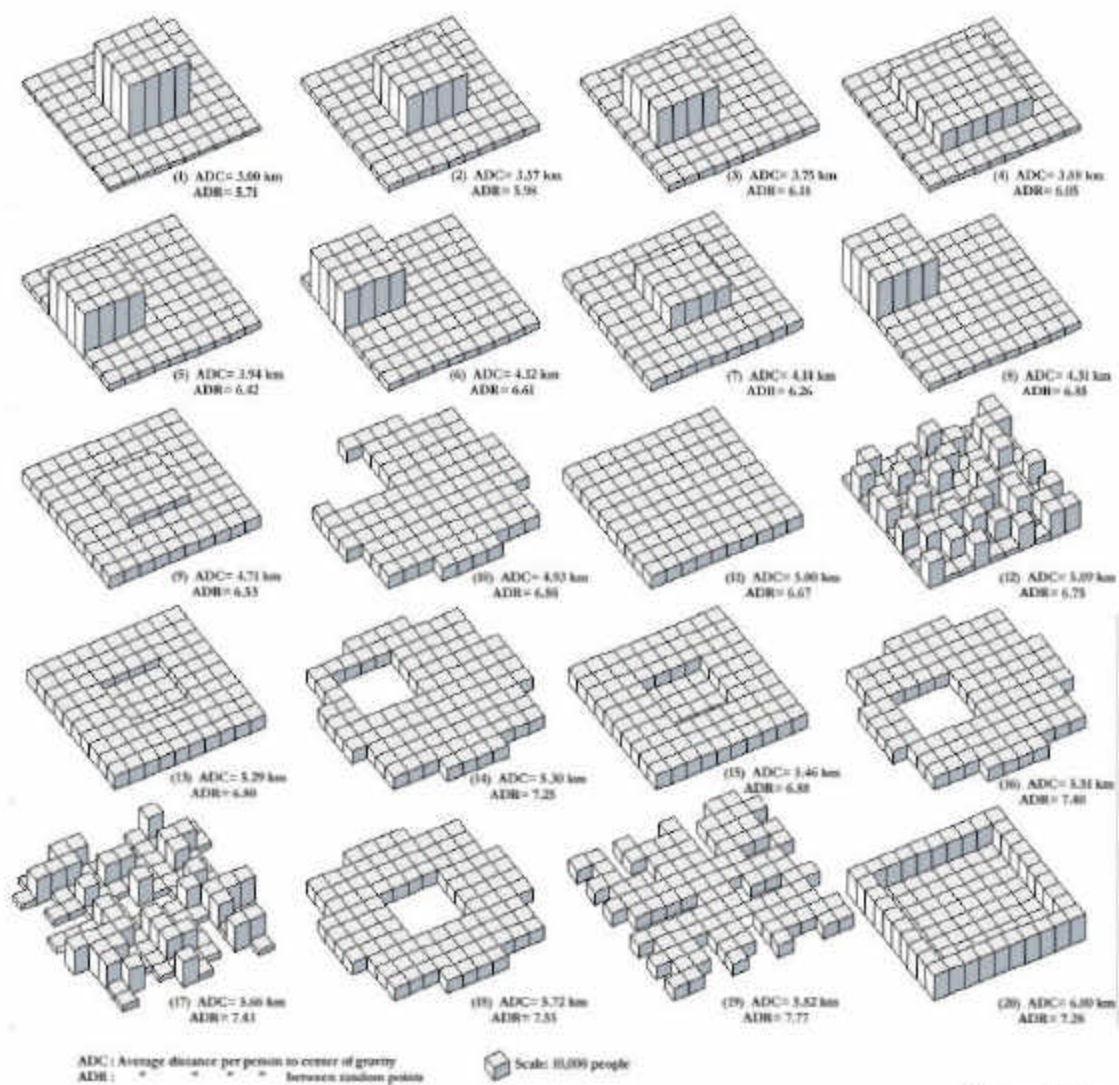 (1) ADC= 3.00 km
ADR= 5.71
(2) ADC= 3.37 km
ADR= 5.98
(3) ADC= 3.75 km
ADR= 6.18
(4) ADC= 3.88 km
ADR= 6.05
(5) ADC= 3.94 km
ADR= 6.42
(6) ADC= 4.12 km
ADR= 6.61
(7) ADC= 4.14 km
ADR= 6.26
(8) ADC= 4.31 km
ADR=
(9) ADC= 4.71 km
ADR= 6.53
(10) ADC= 4.93 km
ADR= 6.86
(11) ADC= 5.00 km
ADR= 6.67
(12) ADC= 5.09 km
ADR= 6.78
(13) ADC= 5.29 km
ADR= 6.80
(14) ADC= 5.30 km
ADR= 7.25
(15) ADC= 5.46 km
ADR= 6.88
(16) ADC= 5.51 km
ADR= 7.40
(17) ADC= 5.66 km
ADR= 7.43
(18) ADC= 5.72 km
ADR= 7.55
(19) ADC= 5.82 km
ADR= 7.77
(20) ADC= 6.80 km
ADR= 7.26
ADC : Average distance per person to center of gravity
ADR : " " " " between random points
Scale: 10,000 people